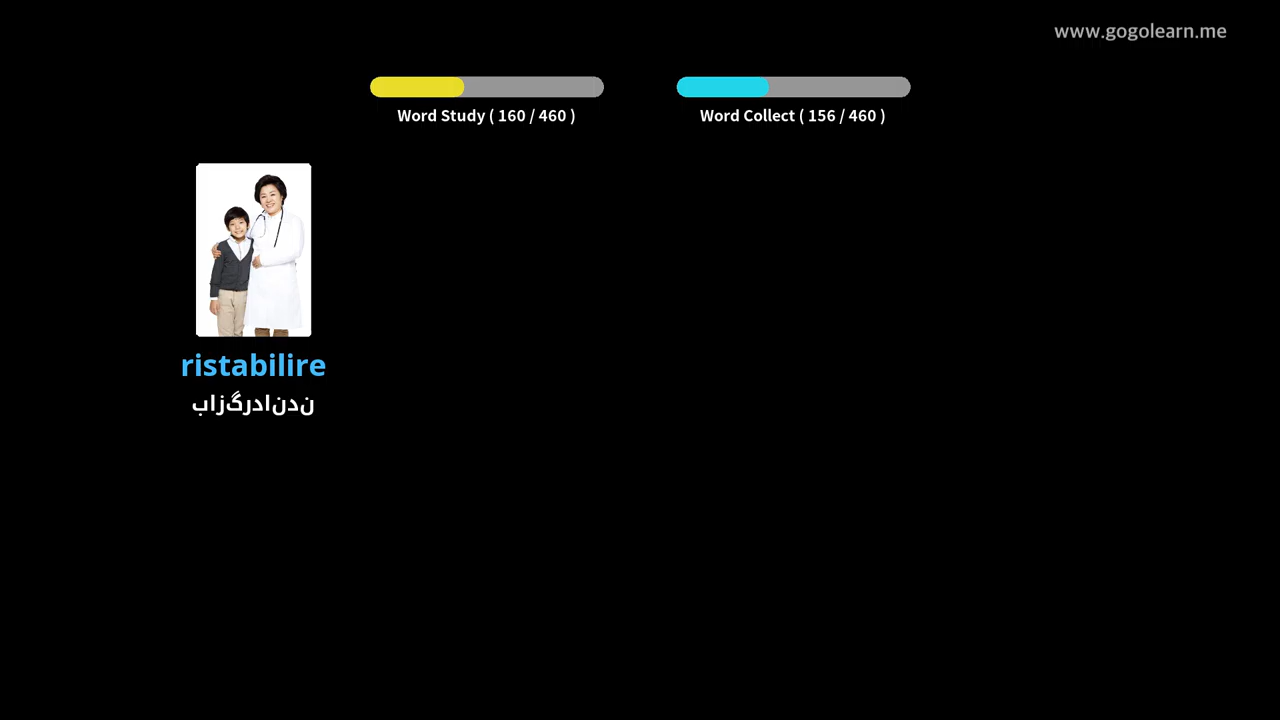 www.gogolearn.me
Word Study ( 160 / 460 )
Word Collect ( 156 / 460 )
ristabilire
بازگرداندن